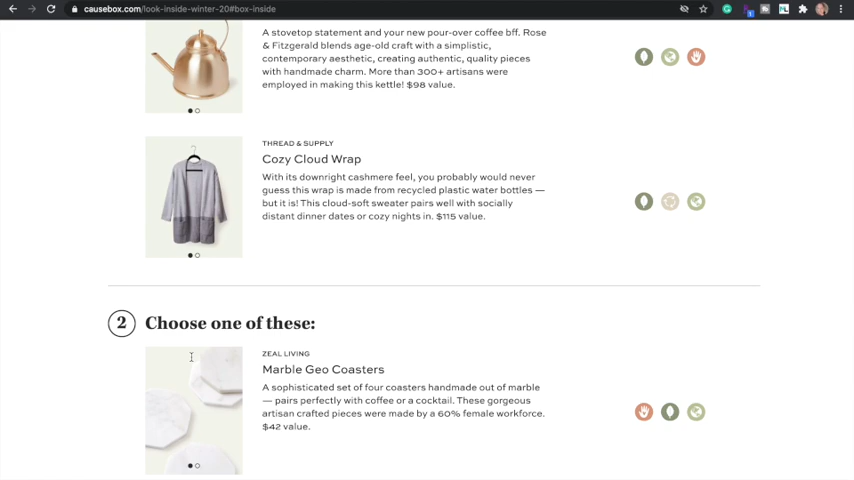 causebox.com/look-inside-winter-20#box-inside
A stovetop statement and your new pour-over coffee bff. Rose
& Fitzgerald blends age-old craft with a simplistic,
contemporary aesthetic, creating authentic, quality pieces
with handmade charm. More than 300+ artisans were
employed in making this kettle! $98 value.
THREAD & SUPPLY
Cozy Cloud Wrap
With its downright cashmere feel, you probably would never
guess this wrap is made from recycled plastic water bottles —
but it is! This cloud-soft sweater pairs well with socially
distant dinner dates or cozy nights in. $115 value.
2 Choose one of these:
ZEAL LIVING
Marble Geo Coasters
A sophisticated set of four coasters handmade out of marble
— pairs perfectly with coffee or a cocktail. These gorgeous
artisan crafted pieces were made by a 60% female workforce.
$42 value.